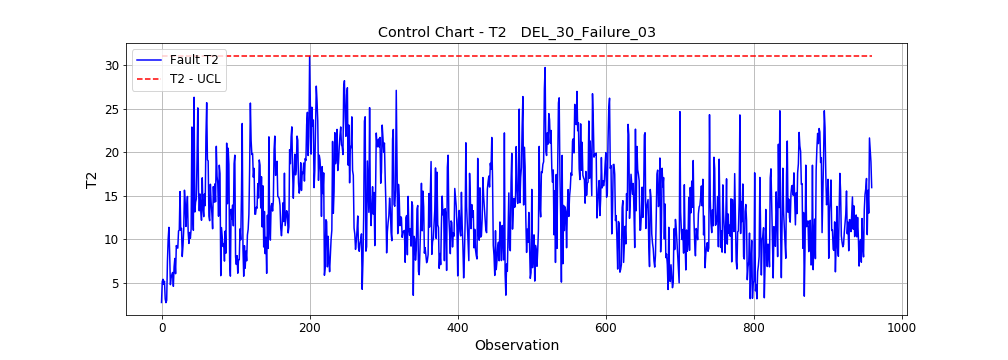 Control Chart - T2   DEL_30_Failure_03
Fault T2
T2 - UCL
30
25
20
15
10
5
T2
0
200
400
600
800
1000
Observation